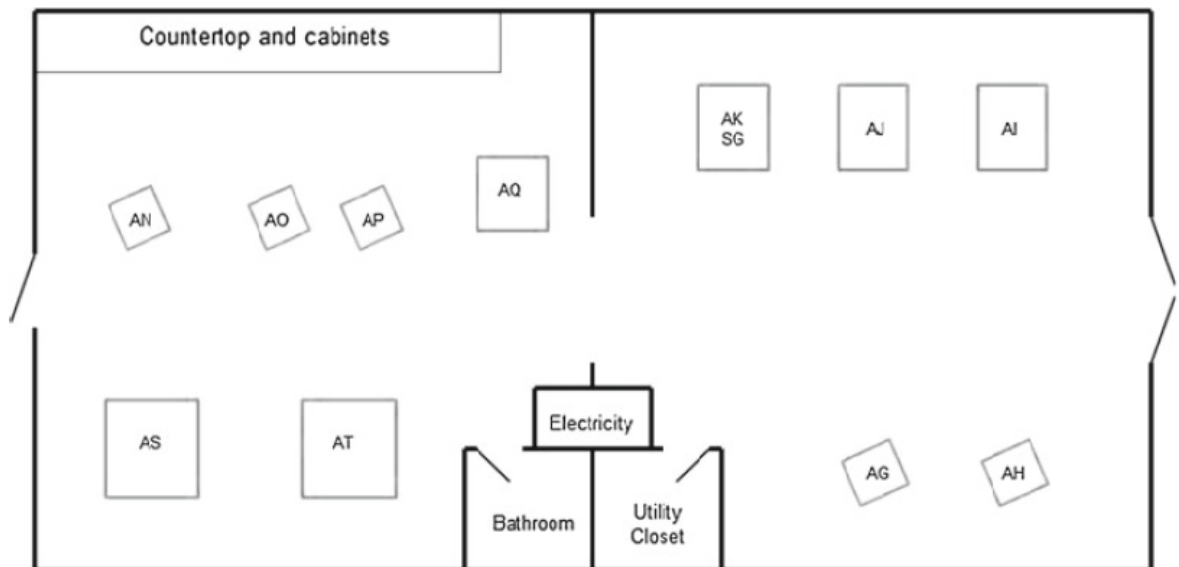 Countertop and cabinets
AK
SG
AJ
AI
AQ
AN
AO
AP
Electricity
AS
AT
AG
AH
Bathroom
Utility
Closet